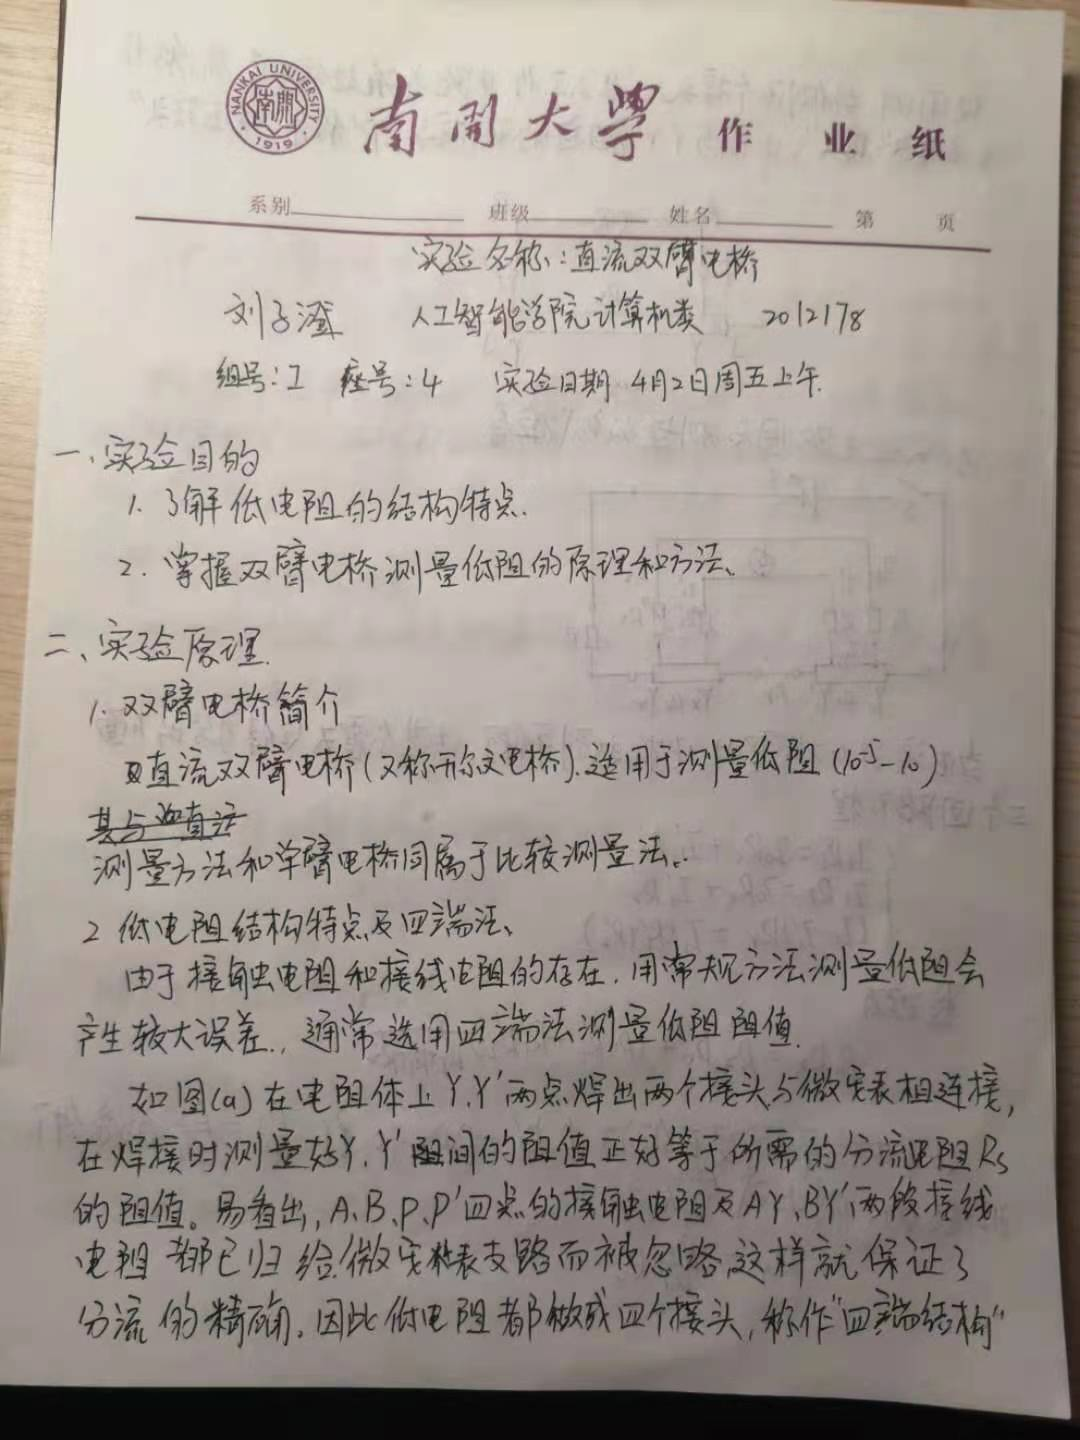 NANKAI UNIVERSITY
南開
1919
南開大學 作业纸
系别 班级 姓名 第 页
实验名称:直流双臂电桥
刘子澄 人工智能学院计算机类 2012178
组号:I 座号:4 实验日期 4月2日周五上午.
一、实验目的
1. 了解低电阻的结构特点.
2. 掌握双臂电桥测量低阻的原理和方法、
二、实验原理.
1. 双臂电桥简介
直流双臂电桥(又称开尔文电桥).适用于测量低阻(10-5-10)
其与
测量方法和单臂电桥同属于比较测量法.
2 低电阻结构特点及四端法、
由于接触电阻和接线电阻的存在.用常规方法测量低阻会
产生较大误差.,通常选用四端法测量低阻阻值.
如图(a)在电阻体上Y.Y'两点焊出两个接头与微安表相连接,
在焊接时测量好Y.Y'间的阻值正好等于所需的分流电阻Rs
的阻值。易看出,A、B、P、P'四点的接触电阻及AY、BY'两段接线
电阻都已归给微安表支路而被忽略,这样就保证了
分流的精确。因此低电阻都做成四个接头,称作"四端结构"